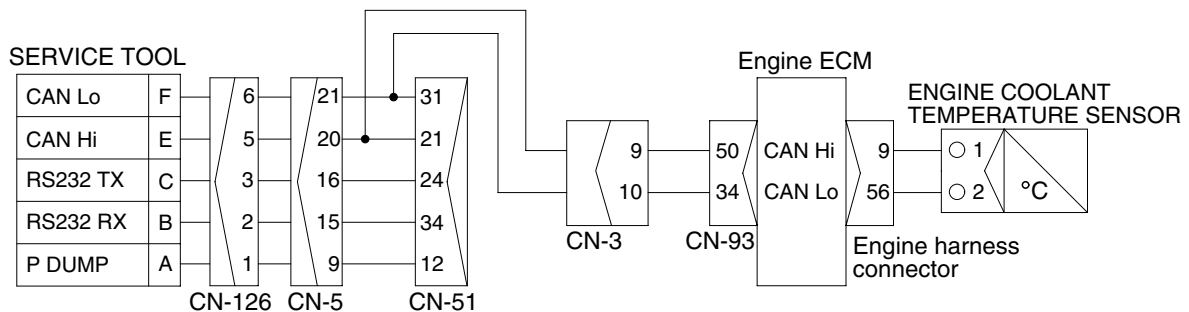 SERVICE TOOL
CAN Lo F 6 21 31
CAN Hi E 5 20 21
RS232 TX C 3 16 24
RS232 RX B 2 15 34
P DUMP A 1 9 12
CN-126 CN-5 CN-51
Engine ECM
ENGINE COOLANT
TEMPERATURE SENSOR
9 50 CAN Hi 9 1
10 34 CAN Lo 56 2 °C
CN-3 CN-93
Engine harness
connector